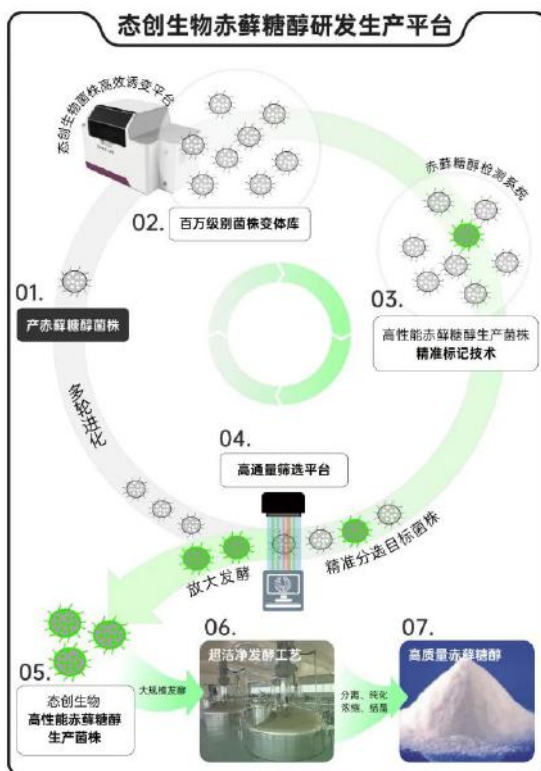 态创生物赤藓糖醇研发生产平台
态创生物菌株高效诱变平台
02.
百万级别菌株变体库
赤藓糖醇检测系统
03.
高性能赤藓糖醇生产菌株
精准标记技术
01.
产赤藓糖醇菌株
多轮进化
04.
高通量筛选平台
精准分选目标菌株
放大发酵
05.
态创生物
高性能赤藓糖醇
生产菌株
大规模发酵
06.
超洁净发酵工艺
分离、纯化
浓缩、结晶
07.
高质量赤藓糖醇